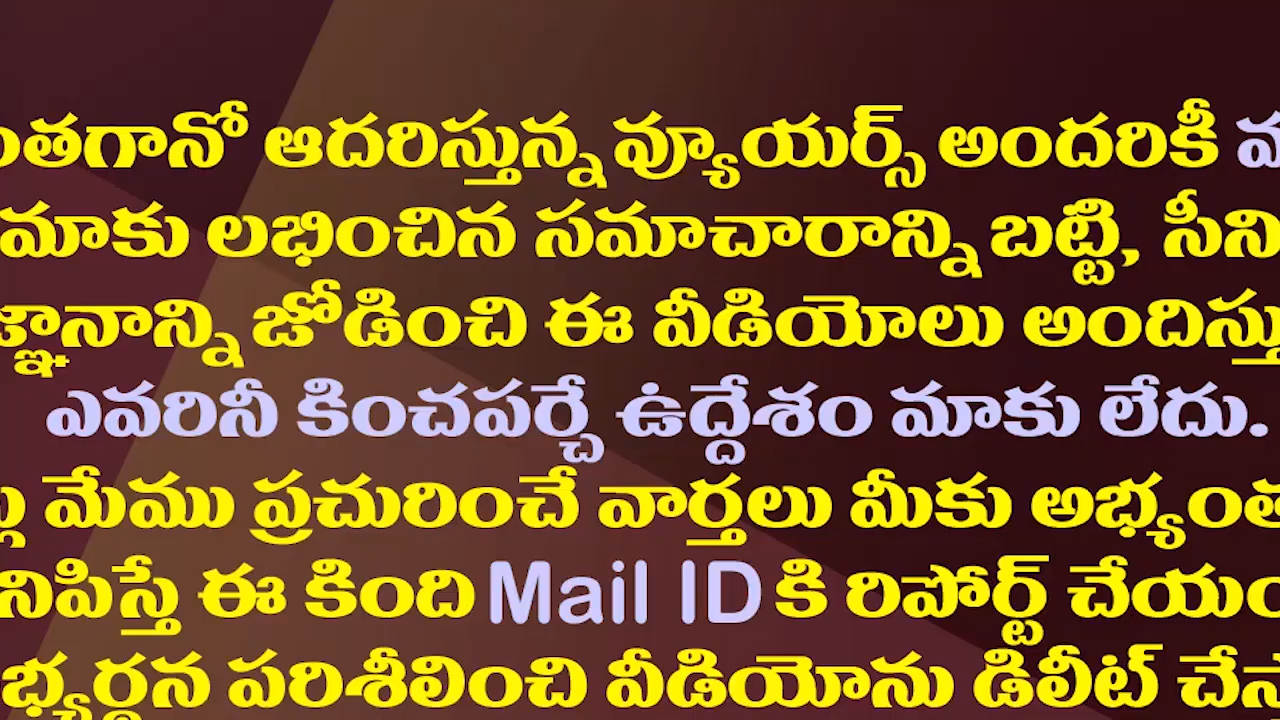 ఆదరిస్తున్న వ్యూయర్స్ అందరికీ
మాకు లభించిన సమాచారాన్ని బట్టి,
జోడించి ఈ వీడియోలు
ఎవరినీ కించపర్చే ఉద్దేశం మాకు లేదు.
మేము ప్రచురించే వార్తలు మీకు
ఈ కింది Mail ID కి రిపోర్ట్
పరిశీలించి వీడియోను డిలీట్